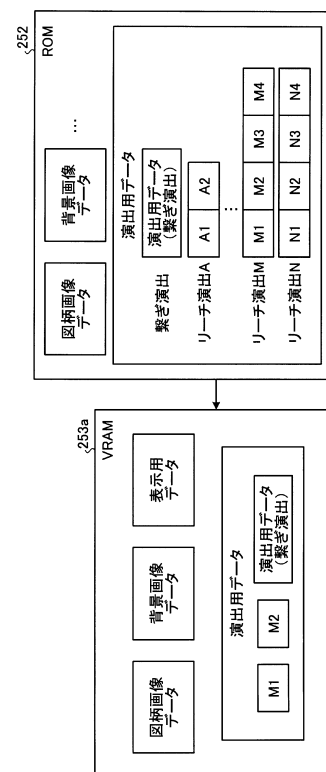 252
ROM
図柄画像
データ
背景画像
データ
…
演出用データ
繋ぎ演出
演出用データ
(繋ぎ演出)
リーチ演出A
A1
A2
⋮
リーチ演出M
M1
M2
M3
M4
リーチ演出N
N1
N2
N3
N4
253a
VRAM
図柄画像
データ
背景画像
データ
表示用
データ
演出用データ
M1
M2
演出用データ
(繋ぎ演出)